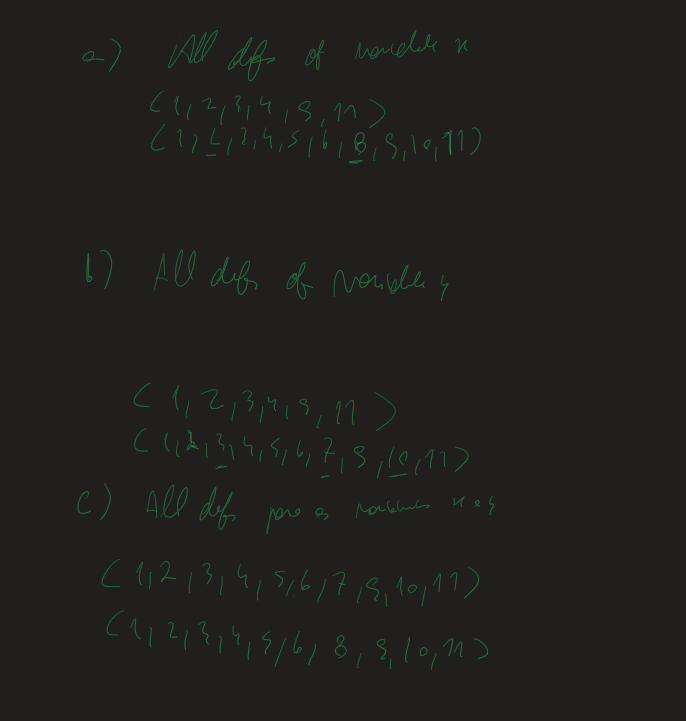 a) All defs of variable x
(1,2,3,4,9,11)
(1,2,3,4,5,6,8,9,10,11)
b) All defs of variable y
(1,2,3,4,9,11)
(1,2,3,4,5,6,7,9,10,11)
c) All defs para as variaveis x e y
(1,2,3,4,5,6,7,9,10,11)
(1,2,3,4,5,6,8,9,10,11)